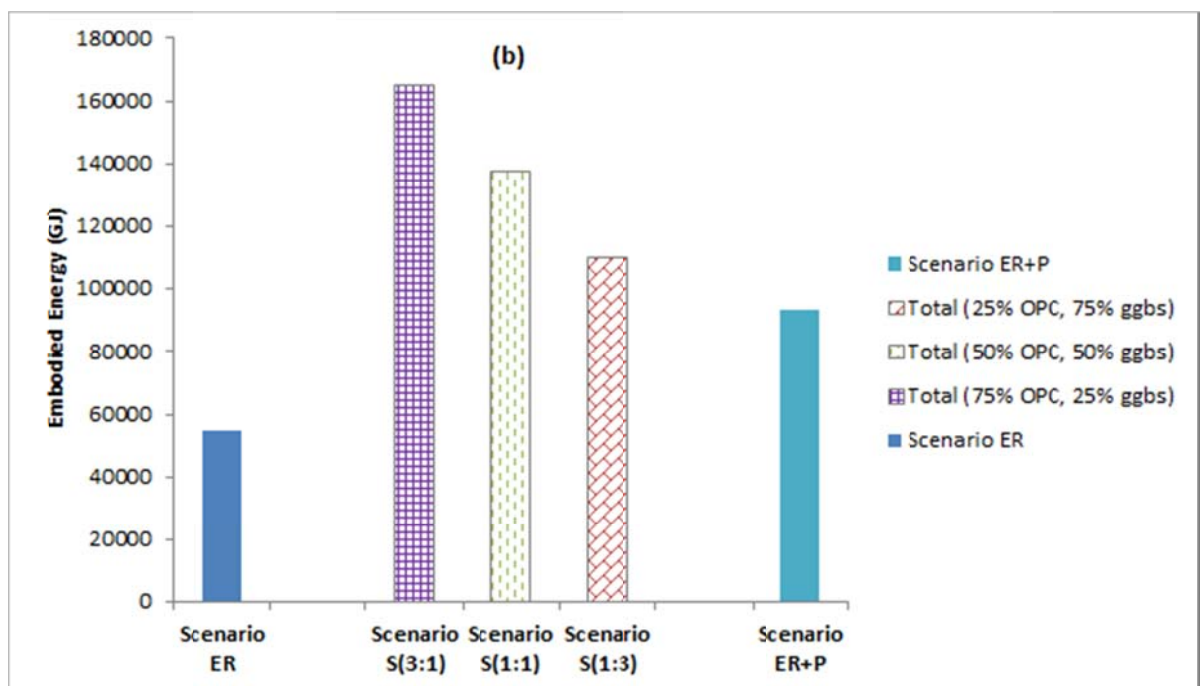 (b)
180000
160000
140000
120000
100000
80000
60000
40000
20000
0
Embodied Energy (GJ)
Scenario
ER
Scenario
S(3:1)
Scenario
S(1:1)
Scenario
S(1:3)
Scenario
ER+P
Scenario ER+P
Total (25% OPC, 75% ggbs)
Total (50% OPC, 50% ggbs)
Total (75% OPC, 25% ggbs)
Scenario ER